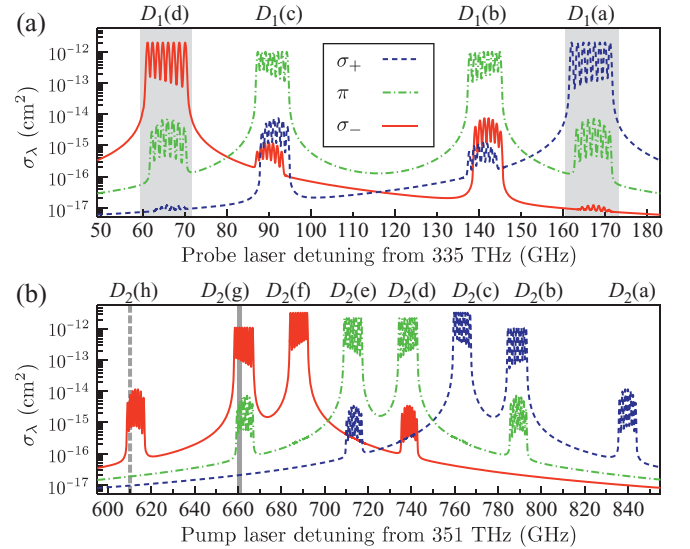 (a) D₁(d) D₁(c) D₁(b) D₁(a)
10⁻¹²
10⁻¹³
10⁻¹⁴
10⁻¹⁵
10⁻¹⁶
10⁻¹⁷
σλ (cm²)
σ₊
π
σ₋
50 60 70 80 90 100 110 120 130 140 150 160 170 180
Probe laser detuning from 335 THz (GHz)
(b) D₂(h) D₂(g) D₂(f) D₂(e) D₂(d) D₂(c) D₂(b) D₂(a)
10⁻¹²
10⁻¹³
10⁻¹⁴
10⁻¹⁵
10⁻¹⁶
10⁻¹⁷
σλ (cm²)
600 620 640 660 680 700 720 740 760 780 800 820 840
Pump laser detuning from 351 THz (GHz)